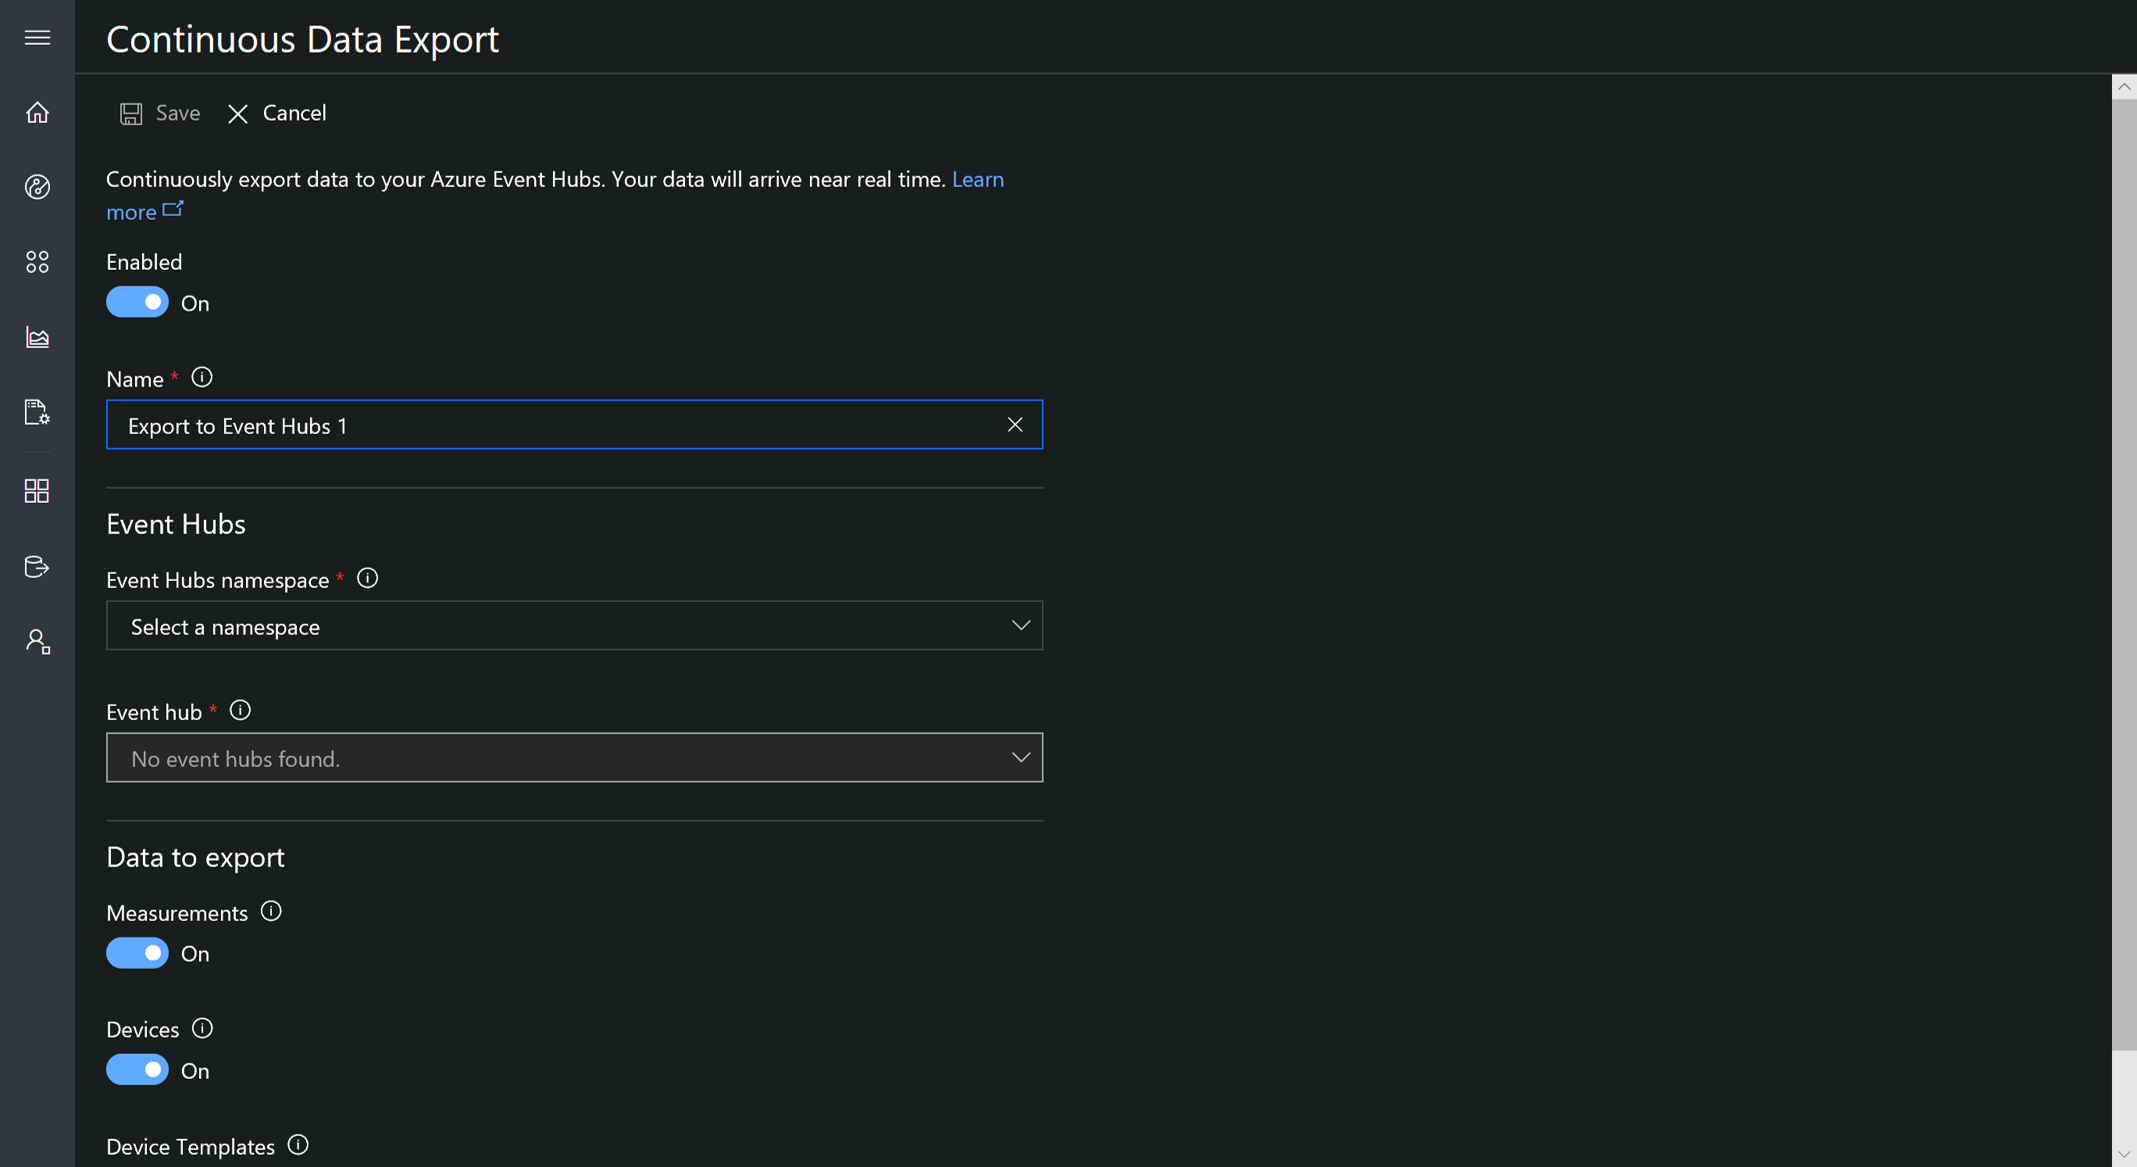 Continuous Data Export
Save Cancel
Continuously export data to your Azure Event Hubs. Your data will arrive near real time. Learn
more
Enabled
On
Name *
Export to Event Hubs 1
Event Hubs
Event Hubs namespace *
Select a namespace
Event hub *
No event hubs found.
Data to export
Measurements
On
Devices
On
Device Templates